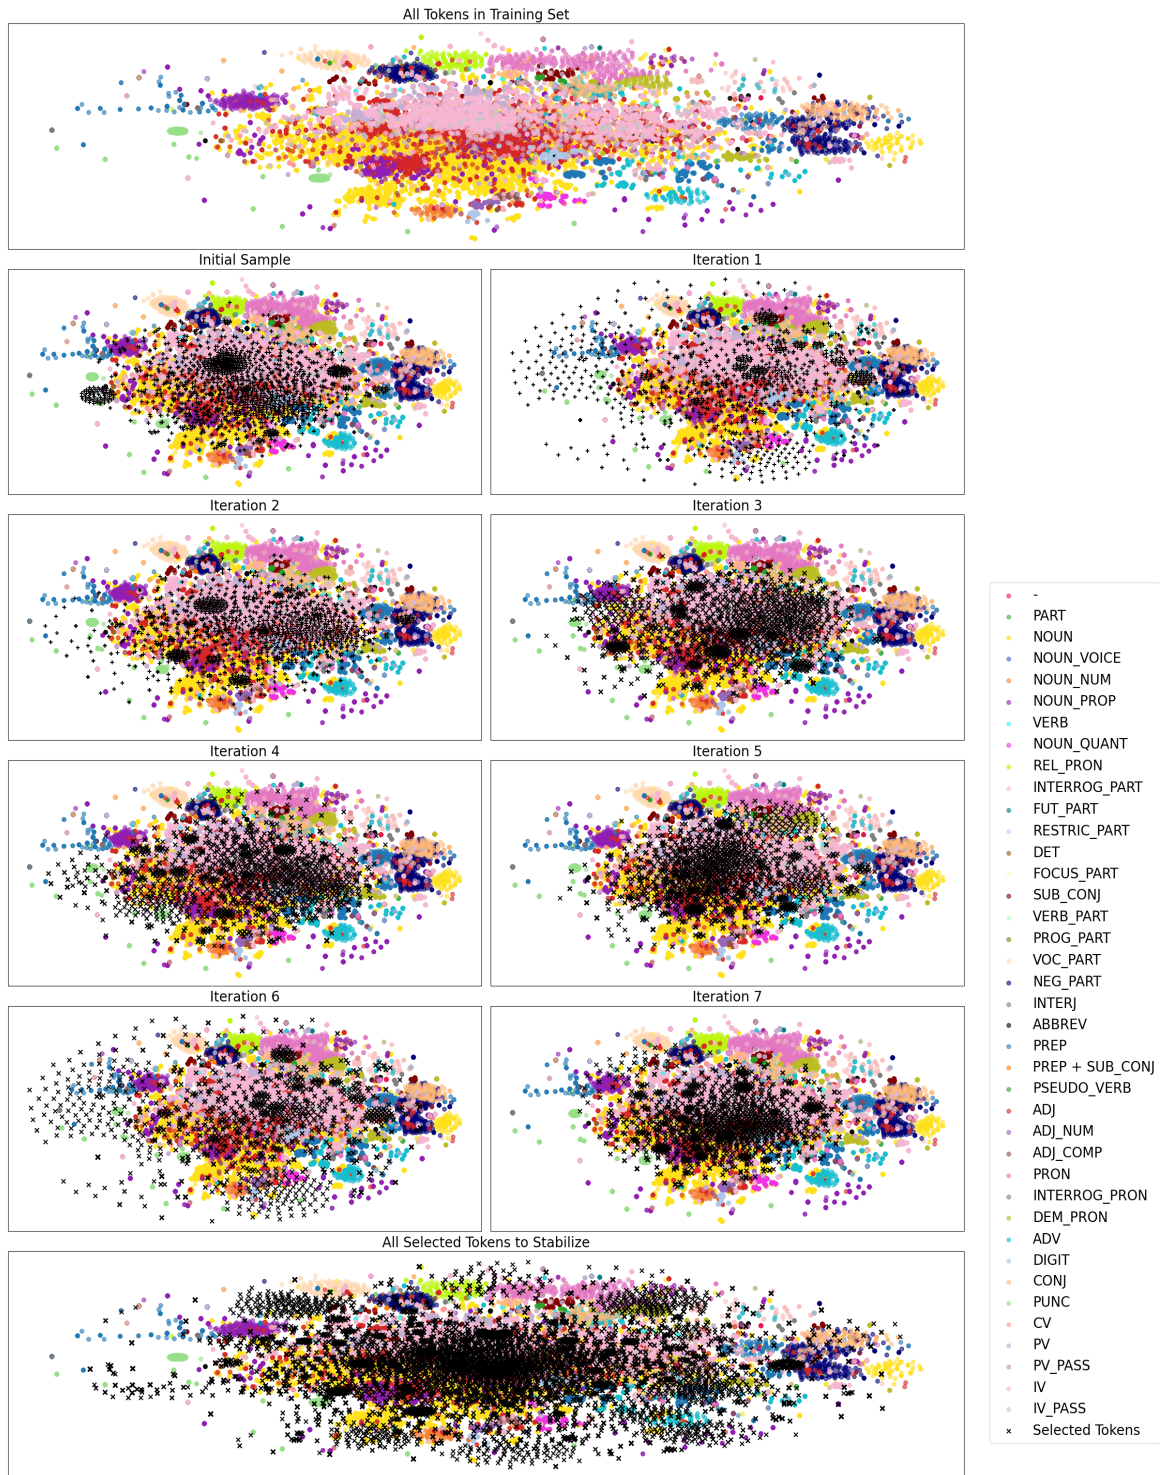 All Tokens in Training Set
Initial Sample
Iteration 1
Iteration 2
Iteration 3
Iteration 4
Iteration 5
Iteration 6
Iteration 7
All Selected Tokens to Stabilize
-
PART
NOUN
NOUN_VOICE
NOUN_NUM
NOUN_PROP
VERB
NOUN_QUANT
REL_PRON
INTERROG_PART
FUT_PART
RESTRIC_PART
DET
FOCUS_PART
SUB_CONJ
VERB_PART
PROG_PART
VOC_PART
NEG_PART
INTERJ
ABBREV
PREP
PREP + SUB_CONJ
PSEUDO_VERB
ADJ
ADJ_NUM
ADJ_COMP
PRON
INTERROG_PRON
DEM_PRON
ADV
DIGIT
CONJ
PUNC
CV
PV
PV_PASS
IV
IV_PASS
Selected Tokens